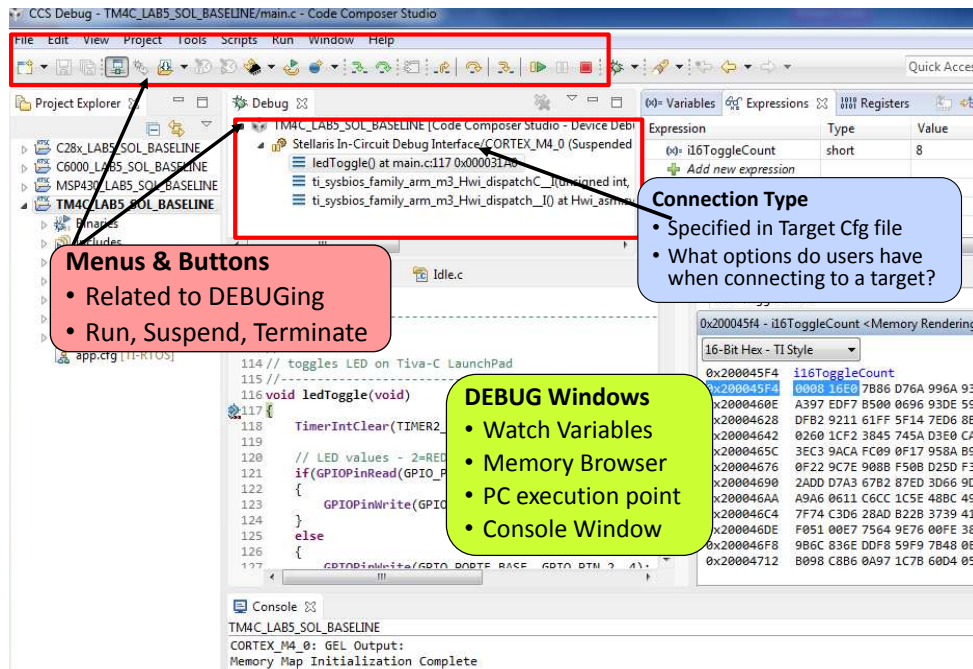 CCS Debug - TM4C_LAB5_SOL_BASELINE/main.c - Code Composer Studio
File Edit View Project Tools Scripts Run Window Help
Quick Acces
Project Explorer
C28x_LAB5_SOL_BASELINE
C6000_LAB5_SOL_BASELINE
MSP430_LAB5_SOL_BASELINE
TM4C_LAB5_SOL_BASELINE
Binaries
Includes
app.cfg [TI-RTOS]
Debug
TM4C_LAB5_SOL_BASELINE [Code Composer Studio - Device Debu
Stellaris In-Circuit Debug Interface/CORTEX_M4_0 (Suspended
ledToggle() at main.c:117 0x000031A0
ti_sysbios_family_arm_m3_Hwi_dispatchC__I(unsigned int,
ti_sysbios_family_arm_m3_Hwi_dispatch__I() at Hwi_asm.sv
(x)= Variables Expressions Registers
Expression Type Value
(x)= i16ToggleCount short 8
Add new expression
Connection Type
• Specified in Target Cfg file
• What options do users have
when connecting to a target?
Menus & Buttons
• Related to DEBUGing
• Run, Suspend, Terminate
Idle.c
114 // toggles LED on Tiva-C LaunchPad
115 //-----------------------------
116 void ledToggle(void)
117 {
118 TimerIntClear(TIMER2_
119
120 // LED values - 2=RED
121 if(GPIOPinRead(GPIO_P
122 {
123 GPIOPinWrite(GPIO
124 }
125 else
126 {
127 GPIOPinWrite(GPIO_PORTF_BASE, GPIO_PIN_2, 4);
DEBUG Windows
• Watch Variables
• Memory Browser
• PC execution point
• Console Window
0x200045f4 - i16ToggleCount <Memory Rendering
16-Bit Hex - TI Style
0x200045F4 i16ToggleCount
0x200045F4 0008 16E0 7B86 D76A 996A 93
0x2000460E A397 EDF7 B500 0696 93DE 59
0x20004628 DFB2 9211 61FF 5F14 7ED6 8E
0x20004642 0260 1CF2 3845 745A D3E0 CA
0x2000465C 3EC3 9ACA FC09 0F17 958A B9
0x20004676 0F22 9C7E 908B F50B D25D F3
0x20004690 2ADD D7A3 67B2 87ED 3D66 9D
0x200046AA A9A6 0611 C6CC 1C5E 48BC 49
0x200046C4 7F74 C3D6 28AD B22B 3739 41
0x200046DE F051 00E7 7564 9E76 00FE 38
0x200046F8 9B6C 836E DDF8 59F9 7B48 0E
0x20004712 B098 C8B6 0A97 1C7B 60D4 05
Console
TM4C_LAB5_SOL_BASELINE
CORTEX_M4_0: GEL Output:
Memory Map Initialization Complete